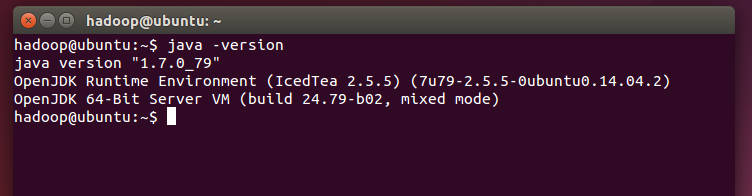 hadoop@ubuntu: ~
hadoop@ubuntu:~$ java -version
java version "1.7.0_79"
OpenJDK Runtime Environment (IcedTea 2.5.5) (7u79-2.5.5-0ubuntu0.14.04.2)
OpenJDK 64-Bit Server VM (build 24.79-b02, mixed mode)
hadoop@ubuntu:~$